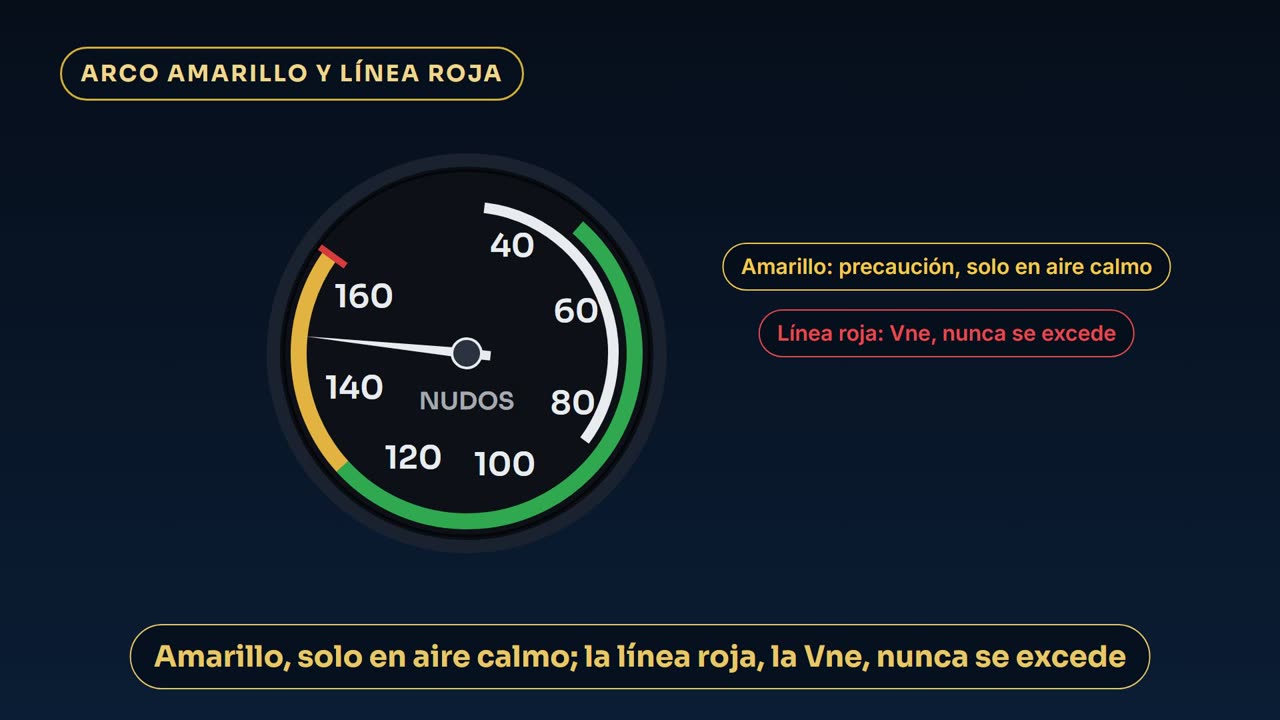 ARCO AMARILLO Y LÍNEA ROJA
40
60
80
100
120
140
160
NUDOS
Amarillo: precaución, solo en aire calmo
Línea roja: Vne, nunca se excede
Amarillo, solo en aire calmo; la línea roja, la Vne, nunca se excede